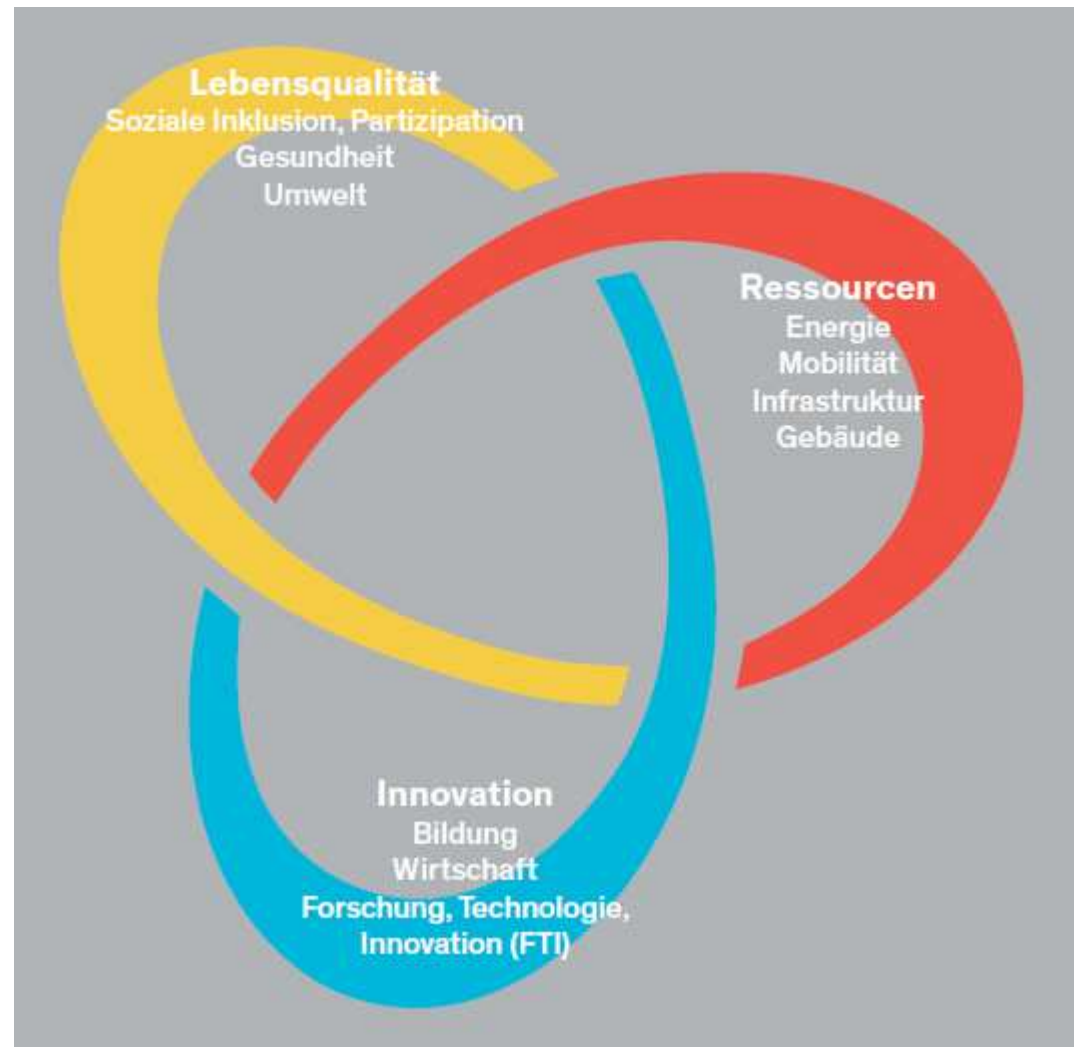 Lebensqualität
Soziale Inklusion, Partizipation
Gesundheit
Umwelt
Ressourcen
Energie
Mobilität
Infrastruktur
Gebäude
Innovation
Bildung
Wirtschaft
Forschung, Technologie,
Innovation (FTI)